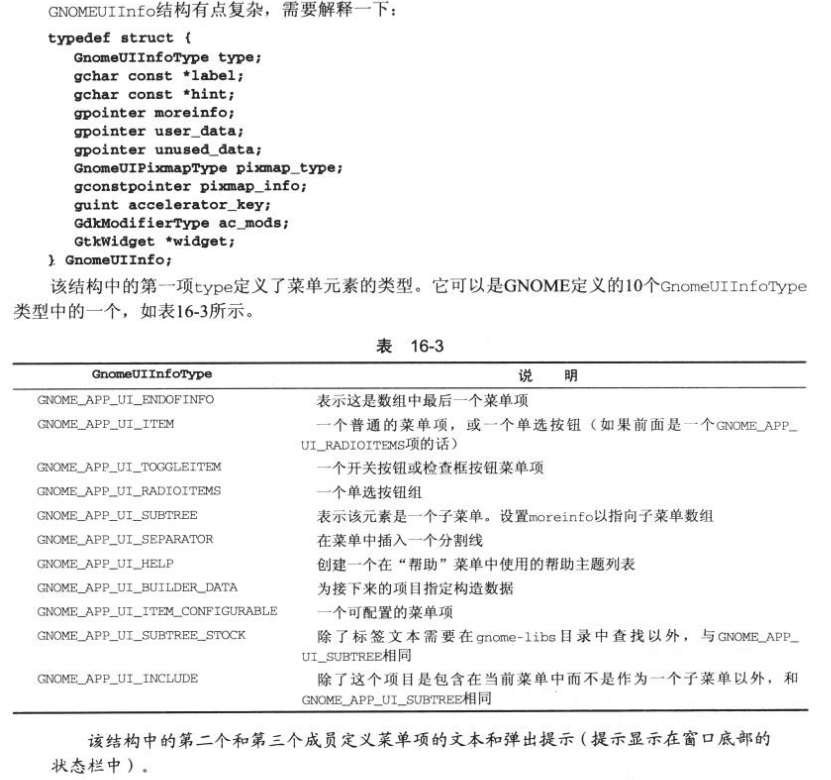 GNOMEUIInfo结构有点复杂，需要解释一下：
typedef struct {
GnomeUIInfoType type;
gchar const *label;
gchar const *hint;
gpointer moreinfo;
gpointer user_data;
gpointer unused_data;
GnomeUIPixmapType pixmap_type;
gconstpointer pixmap_info;
guint accelerator_key;
GdkModifierType ac_mods;
GtkWidget *widget;
} GnomeUIInfo;
该结构中的第一项type定义了菜单元素的类型。它可以是GNOME定义的10个GnomeUIInfoType
类型中的一个，如表16-3所示。
表 16-3
GnomeUIInfoType 说 明
GNOME_APP_UI_ENDOFINFO 表示这是数组中最后一个菜单项
GNOME_APP_UI_ITEM 一个普通的菜单项，或一个单选按钮（如果前面是一个GNOME_APP_
UI_RADIOITEMS项的话）
GNOME_APP_UI_TOGGLEITEM 一个开关按钮或检查框按钮菜单项
GNOME_APP_UI_RADIOITEMS 一个单选按钮组
GNOME_APP_UI_SUBTREE 表示该元素是一个子菜单。设置moreinfo以指向子菜单数组
GNOME_APP_UI_SEPARATOR 在菜单中插入一个分割线
GNOME_APP_UI_HELP 创建一个在“帮助”菜单中使用的帮助主题列表
GNOME_APP_UI_BUILDER_DATA 为接下来的项目指定构造数据
GNOME_APP_UI_ITEM_CONFIGURABLE 一个可配置的菜单项
GNOME_APP_UI_SUBTREE_STOCK 除了标签文本需要在gnome-libs目录中查找以外，与GNOME_APP_
UI_SUBTREE相同
GNOME_APP_UI_INCLUDE 除了这个项目是包含在当前菜单中而不是作为一个子菜单以外，和
GNOME_APP_UI_SUBTREE相同
该结构中的第二个和第三个成员定义菜单项的文本和弹出提示（提示显示在窗口底部的
状态栏中）。